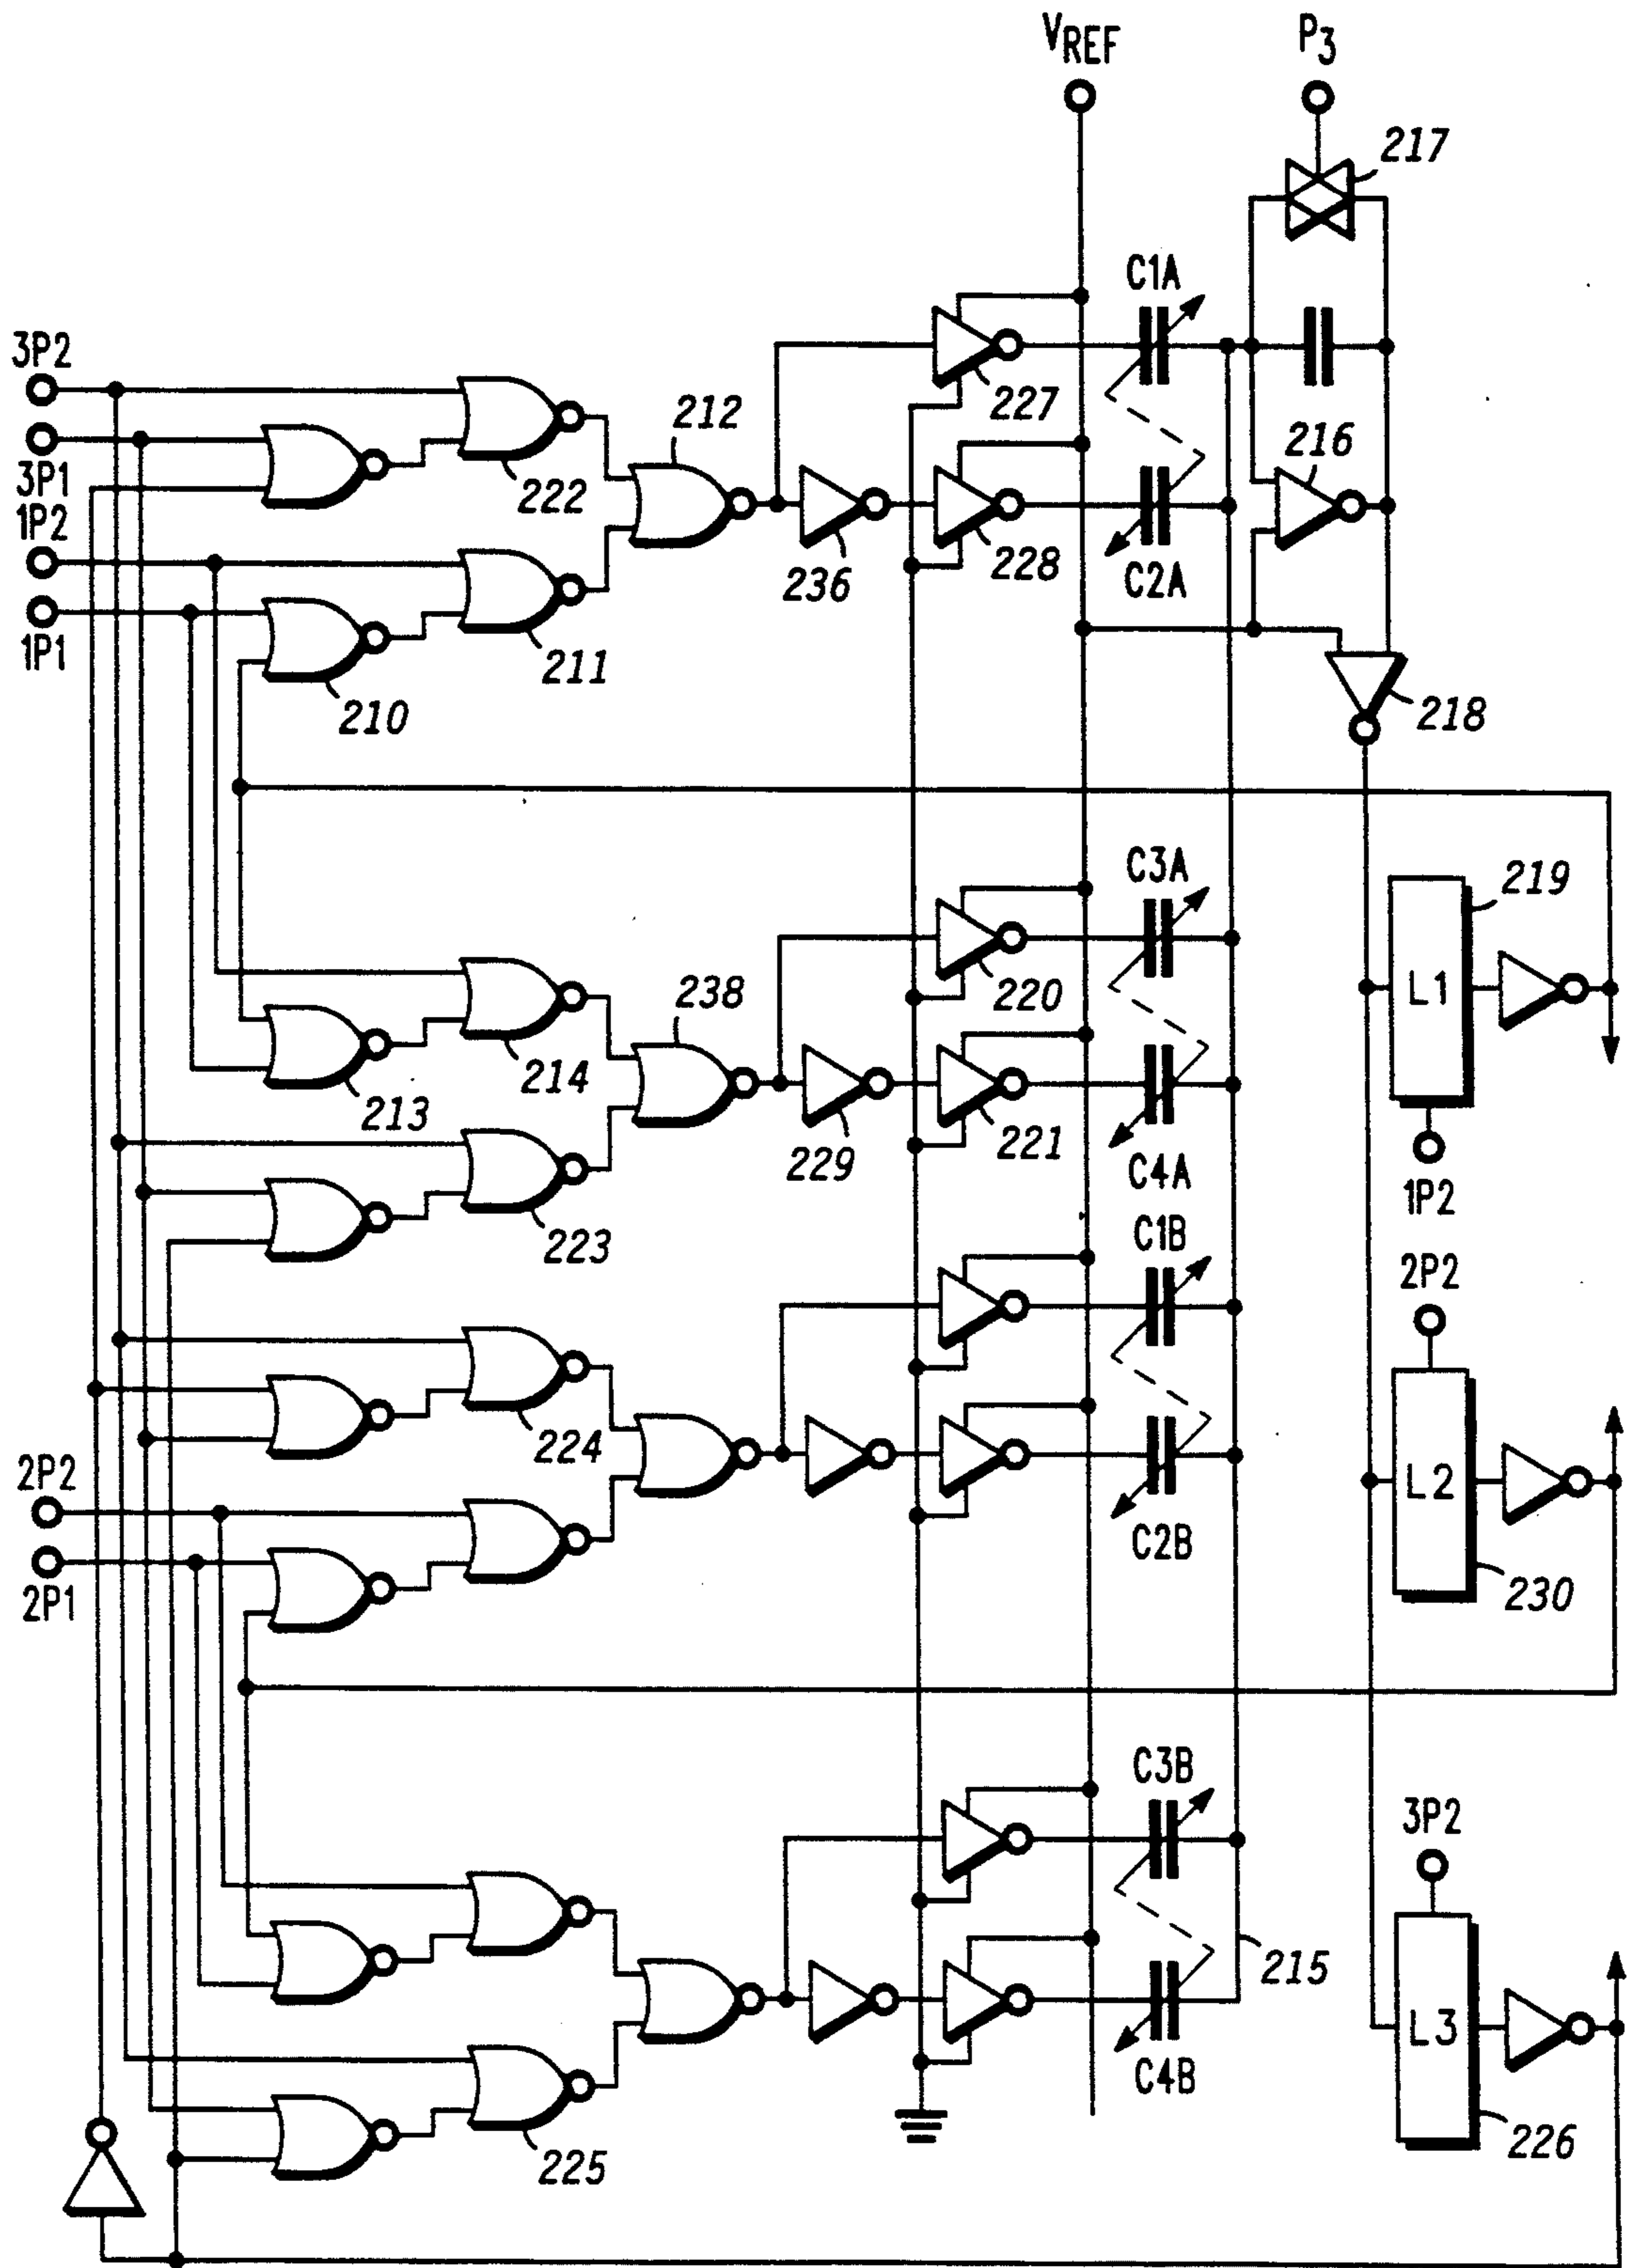 VREF
P3
217
C1A
3P2
212
227
216
3P1
222
1P2
236
228
C2A
1P1
211
210
218
C3A
219
238
220
L1
213
214
229
221
C4A
1P2
223
C1B
2P2
224
2P2
L2
C2B
2P1
230
C3B
3P2
215
L3
C4B
225
226